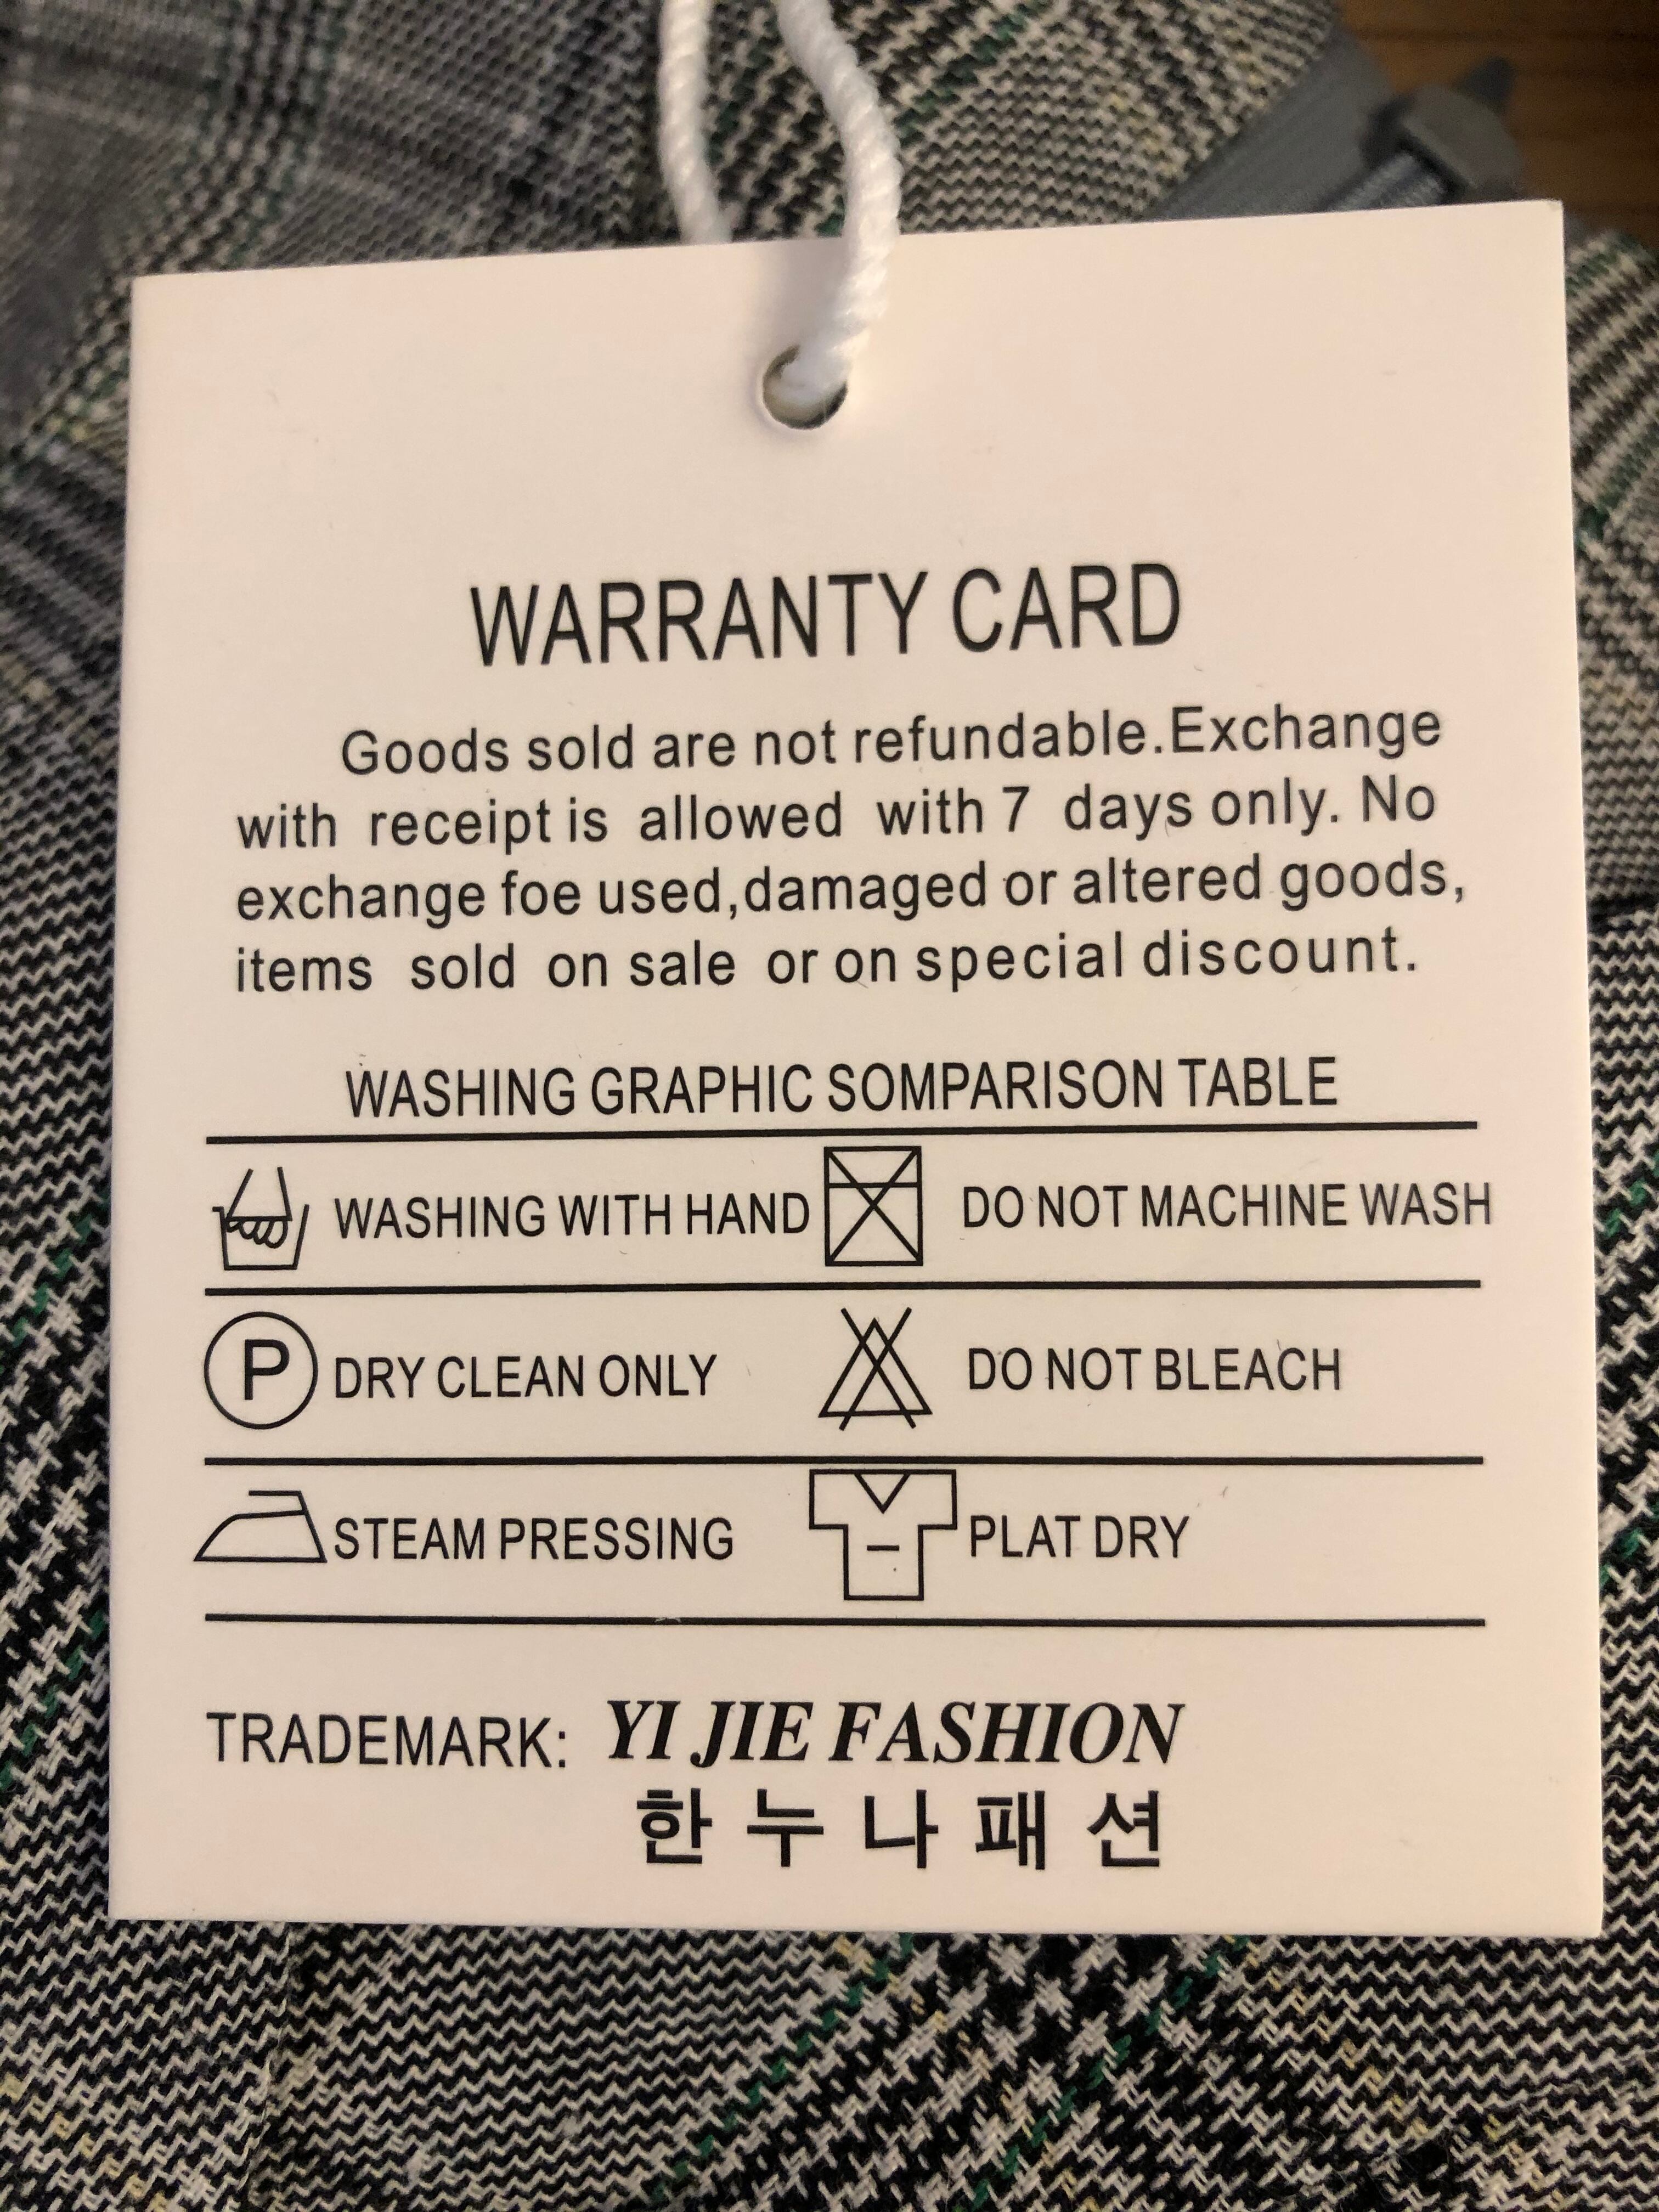 WARRANTY CARD
Goods sold are not refundable.Exchange
with receipt is allowed with 7 days only. No
exchange foe used,damaged or altered goods,
items sold on sale or on special discount.
WASHING GRAPHIC SOMPARISON TABLE
WASHING WITH HAND DO NOT MACHINE WASH
P DRY CLEAN ONLY DO NOT BLEACH
STEAM PRESSING PLAT DRY
TRADEMARK: YI JIE FASHION
한누나패션